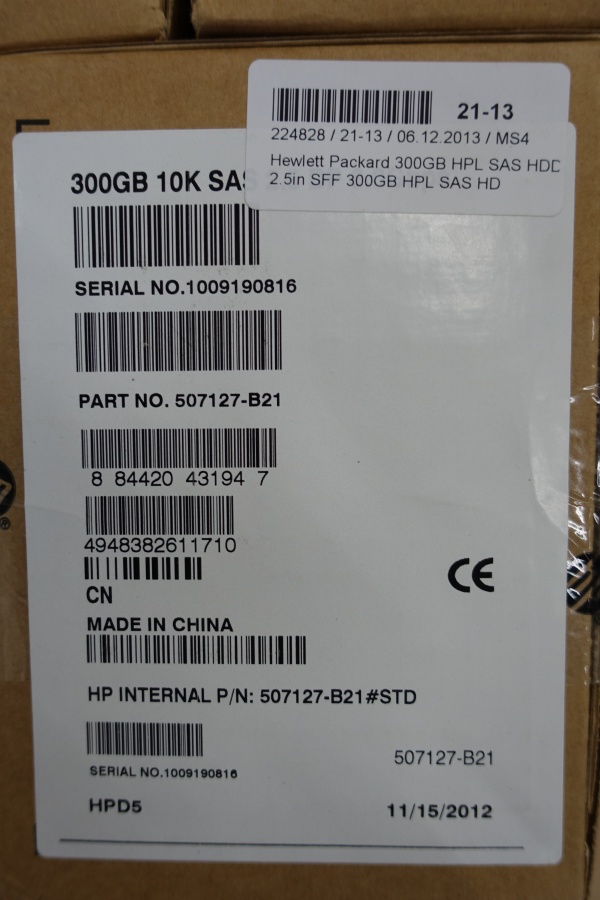 21-13
224828 / 21-13 / 06.12.2013 / MS4
Hewlett Packard 300GB HPL SAS HDD
2.5in SFF 300GB HPL SAS HD
300GB 10K SAS
SERIAL NO.1009190816
PART NO. 507127-B21
8 84420 43194 7
4948382611710
CN
MADE IN CHINA
HP INTERNAL P/N: 507127-B21#STD
507127-B21
SERIAL NO.1009190816
HPD5
11/15/2012
CE